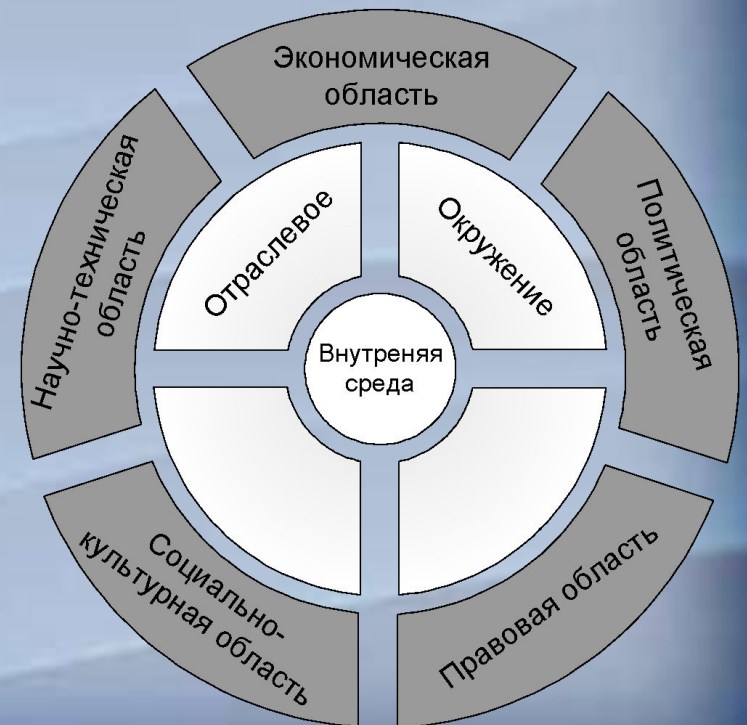 Экономическая
область
Научно-техническая
область
Политическая
область
Отраслевое
Окружение
Внутреняя
среда
Социально-
культурная область
Правовая область